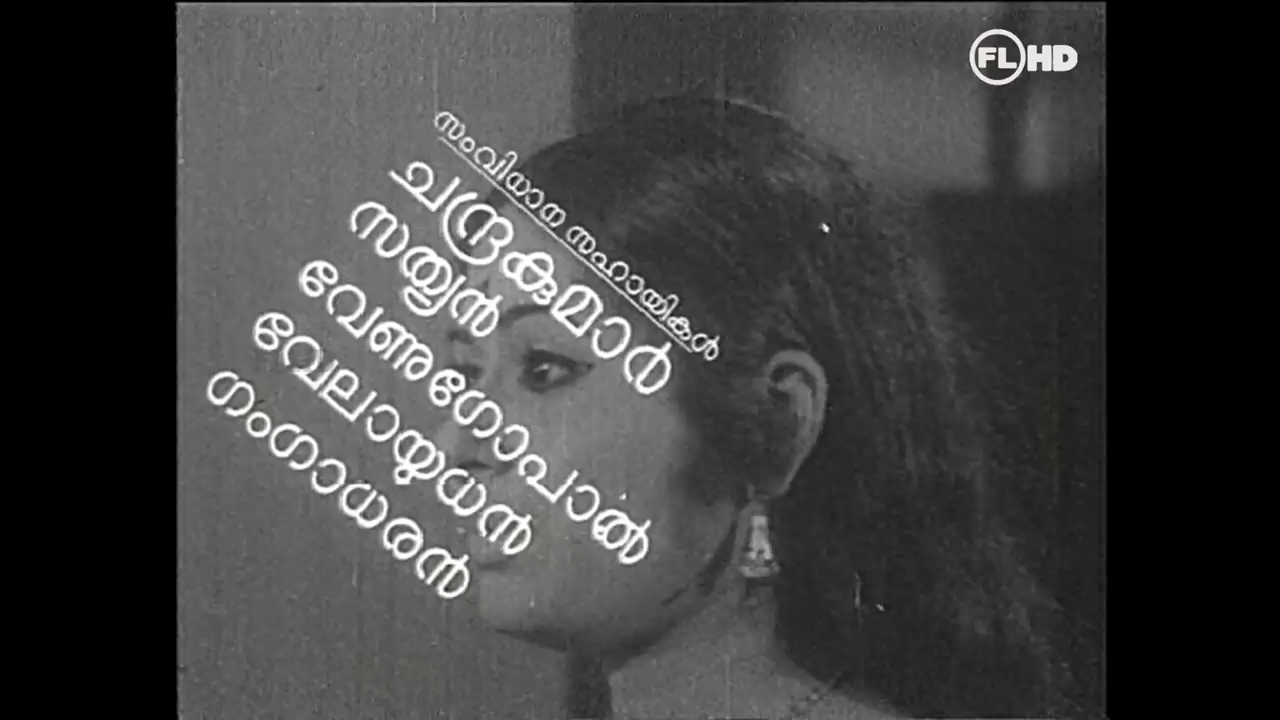 സംവിധാന സഹായികൾ
ചന്ദ്രകുമാർ
സത്യൻ
വേണുഗോപാൽ
വേലായുധൻ
ഗംഗാധരൻ
FL HD